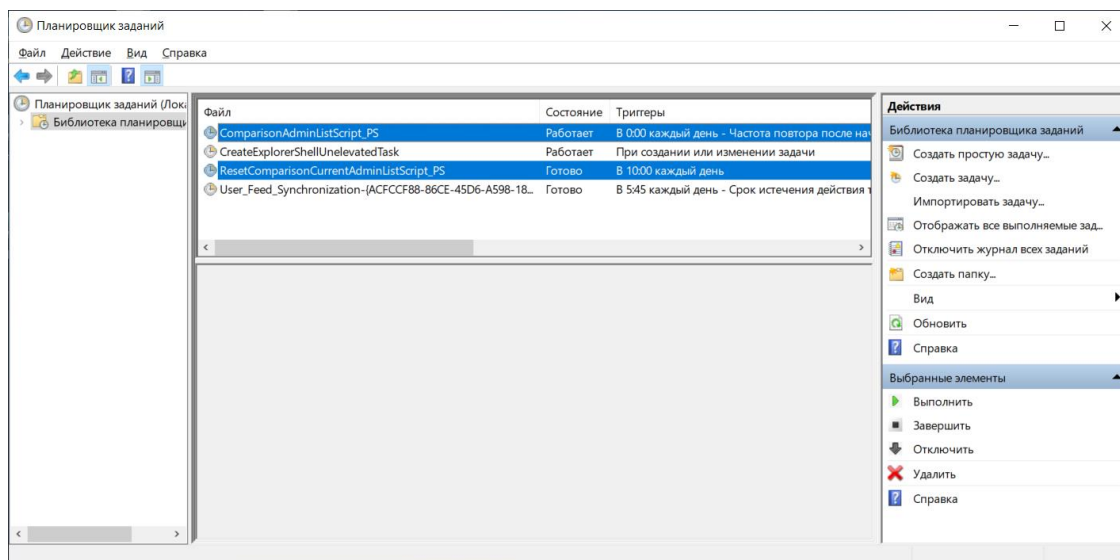 Планировщик заданий
Файл Действие Вид Справка
Планировщик заданий (Лока
Библиотека планировщи
Файл Состояние Триггеры
ComparisonAdminListScript_PS Работает В 0:00 каждый день - Частота повтора после нач
CreateExplorerShellUnelevatedTask Работает При создании или изменении задачи
ResetComparisonCurrentAdminListScript_PS Готово В 10:00 каждый день
User_Feed_Synchronization-{ACFCCF88-86CE-45D6-A598-18... Готово В 5:45 каждый день - Срок истечения действия т
Действия
Библиотека планировщика заданий
Создать простую задачу...
Создать задачу...
Импортировать задачу...
Отображать все выполняемые зад...
Отключить журнал всех заданий
Создать папку...
Вид
Обновить
Справка
Выбранные элементы
Выполнить
Завершить
Отключить
Удалить
Справка